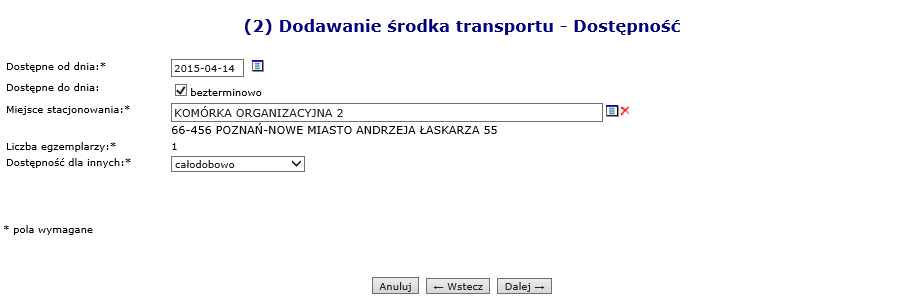 (2) Dodawanie środka transportu - Dostępność
Dostępne od dnia:* 2015-04-14
Dostępne do dnia: bezterminowo
Miejsce stacjonowania:* KOMÓRKA ORGANIZACYJNA 2
66-456 POZNAŃ-NOWE MIASTO ANDRZEJA ŁASKARZA 55
Liczba egzemplarzy:* 1
Dostępność dla innych:* całodobowo
* pola wymagane
Anuluj ← Wstecz Dalej →